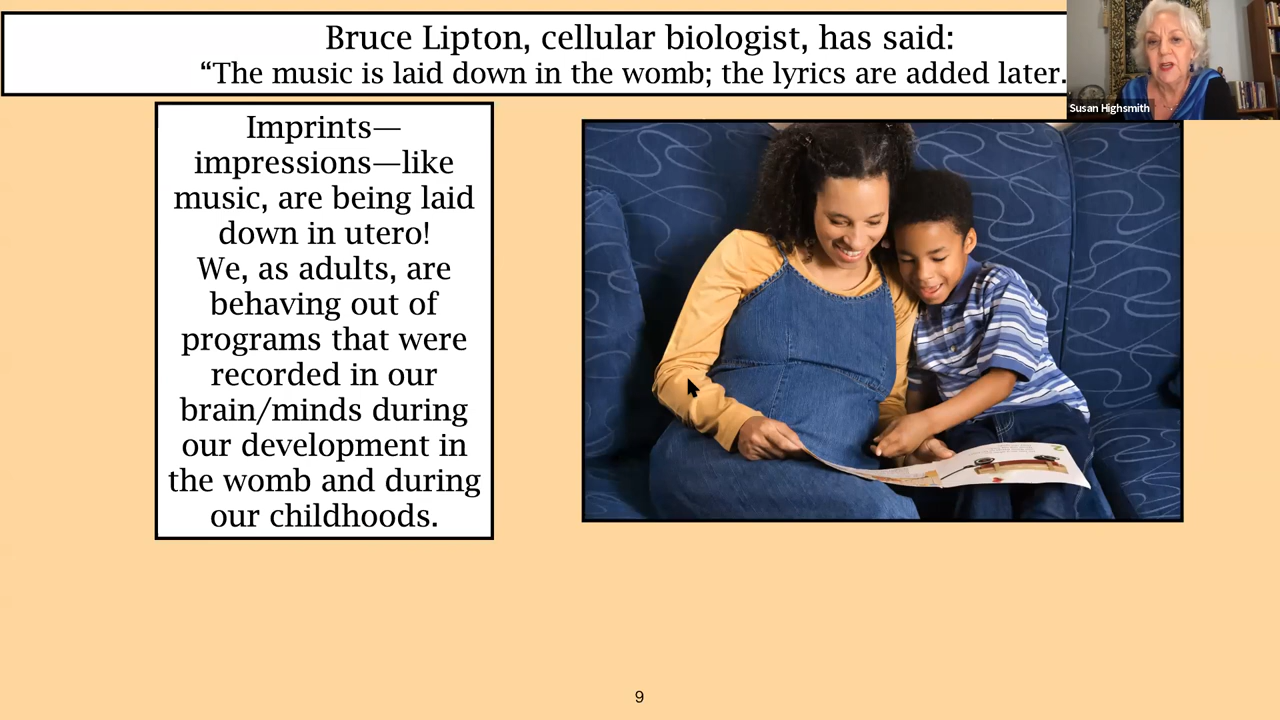 Bruce Lipton, cellular biologist, has said:
“The music is laid down in the womb; the lyrics are added later.
Susan Highsmith
Imprints—
impressions—like
music, are being laid
down in utero!
We, as adults, are
behaving out of
programs that were
recorded in our
brain/minds during
our development in
the womb and during
our childhoods.
9